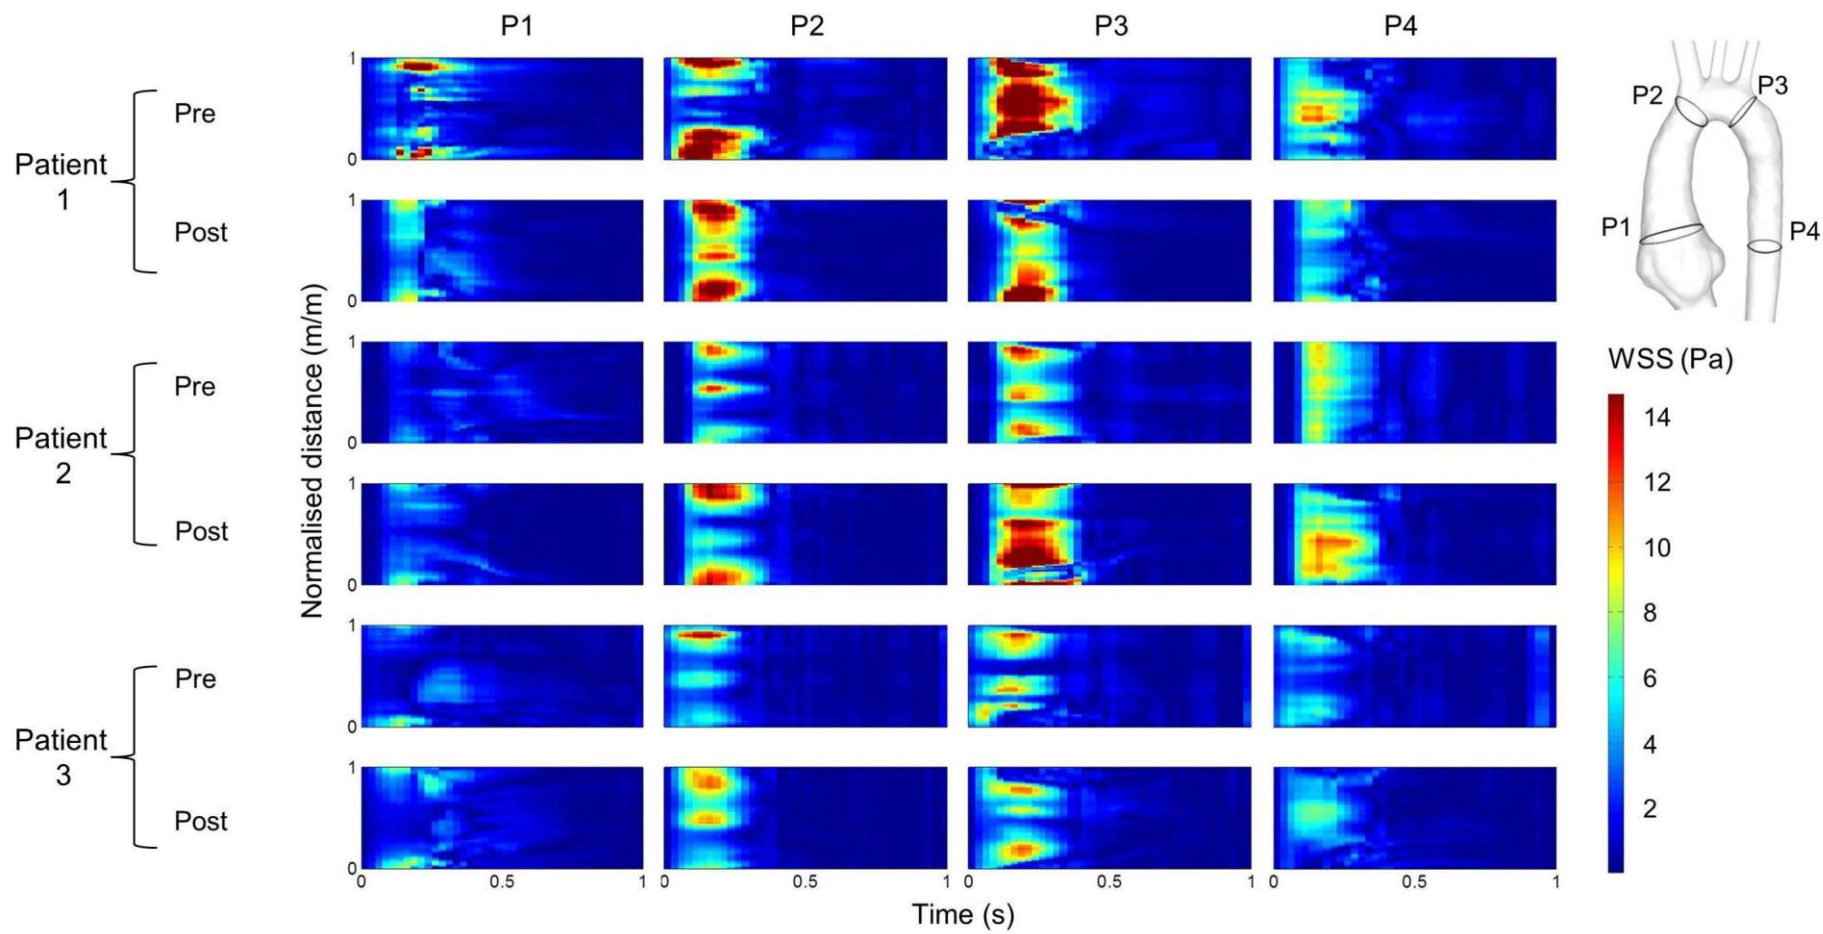 P1 P2 P3 P4
1
Pre
0
P2 P3
P1 P4
Patient
1
1
Post
0
1
Pre
0
Patient
2
1
Post
0
1
Pre
0
Patient
3
1
Post
0
0 0.5 1 0 0.5 1 0 0.5 1 0 0.5 1
Normalised distance (m/m)
Time (s)
WSS (Pa)
14
12
10
8
6
4
2